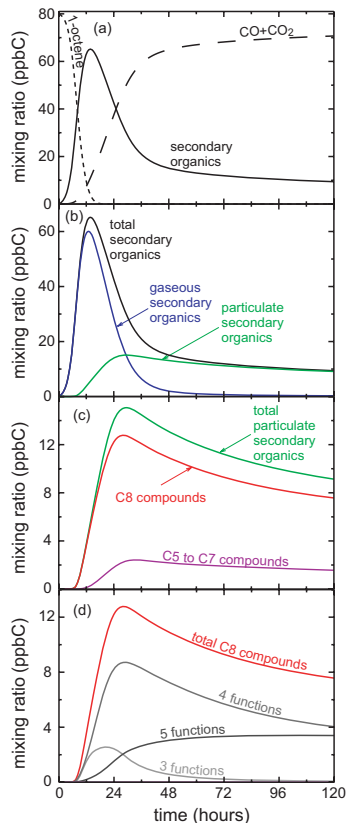 80
(a)
CO+CO2
1-octene
60
40
secondary
organics
20
0
mixing ratio (ppbC)
(b)
total
secondary
organics
60
gaseous
secondary
organics
40
particulate
secondary
organics
20
0
mixing ratio (ppbC)
(c)
total
particulate
secondary
organics
12
C8 compounds
8
4
C5 to C7 compounds
0
mixing ratio (ppbC)
(d)
12
total C8 compounds
8
4 functions
4
5 functions
3 functions
0
mixing ratio (ppbC)
0 24 48 72 96 120
time (hours)